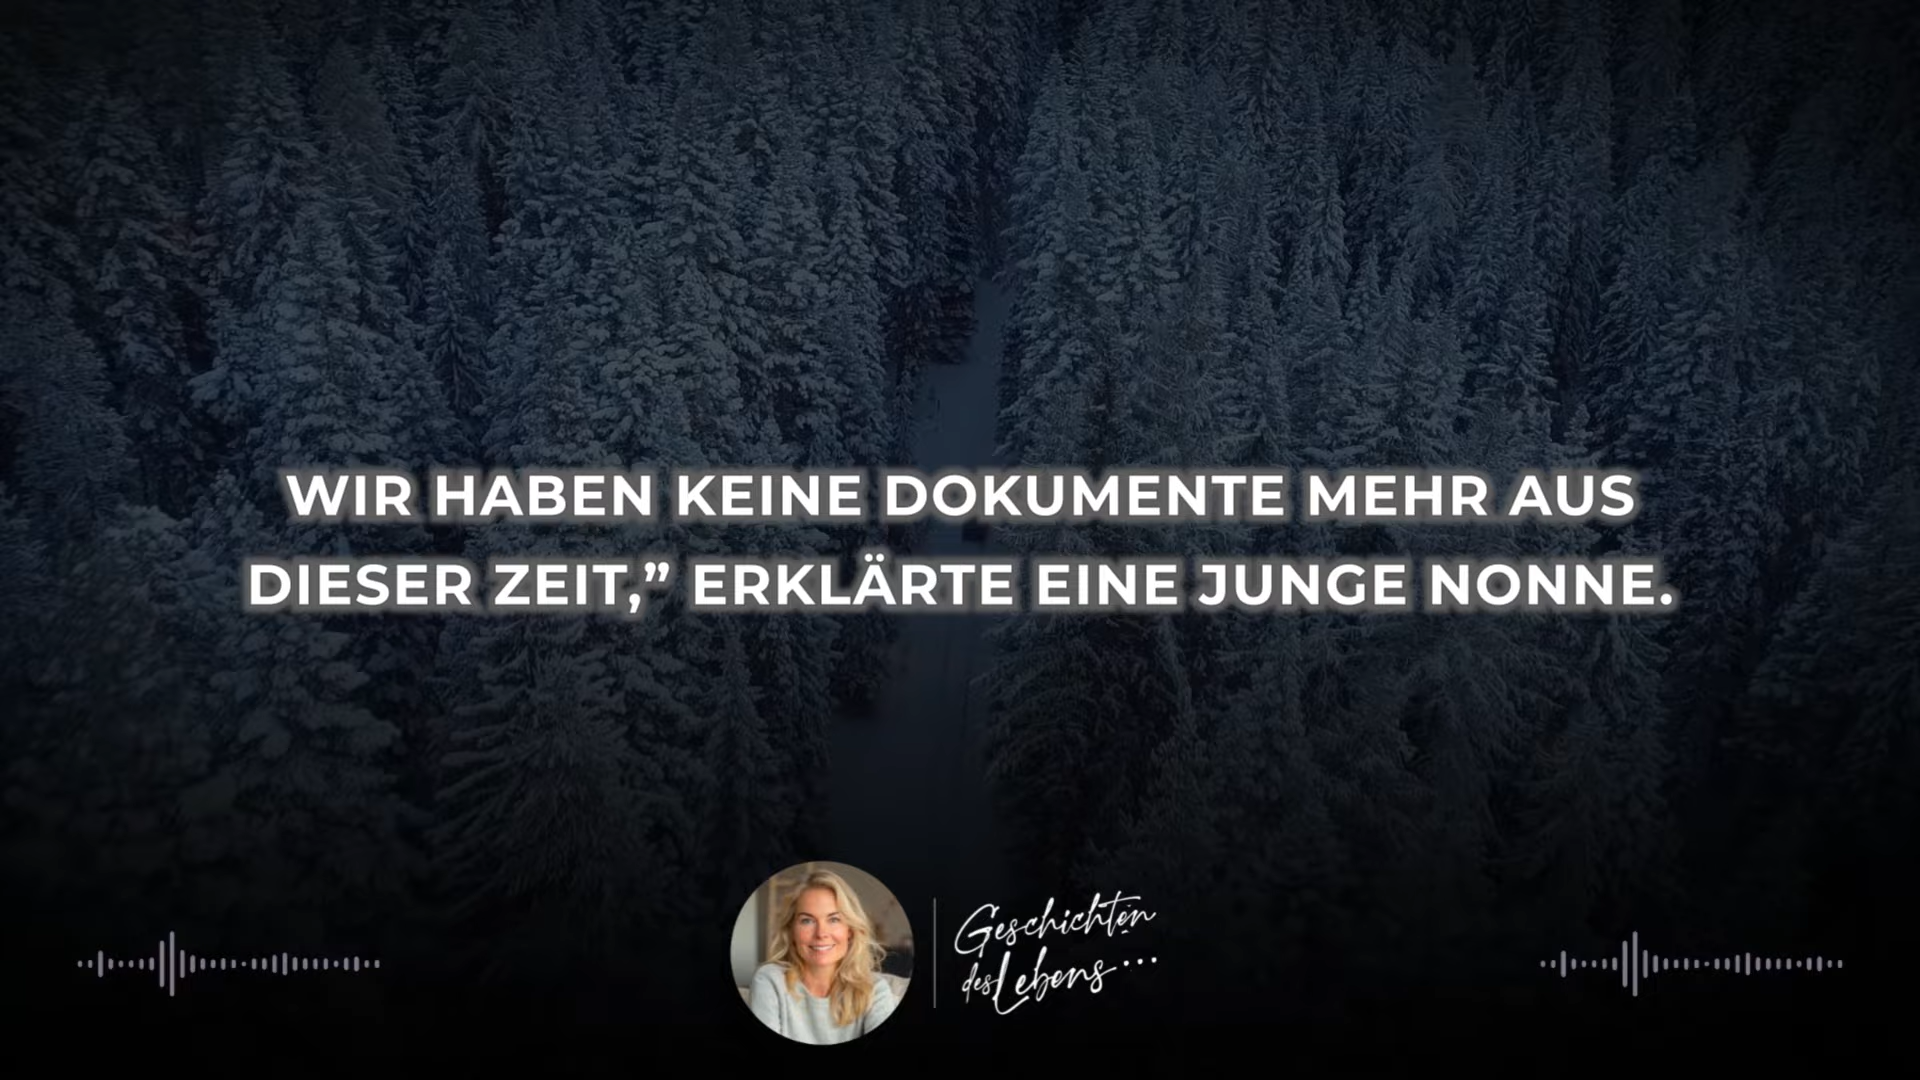 WIR HABEN KEINE DOKUMENTE MEHR AUS
DIESER ZEIT,” ERKLÄRTE EINE JUNGE NONNE.
Geschichten
des Lebens...